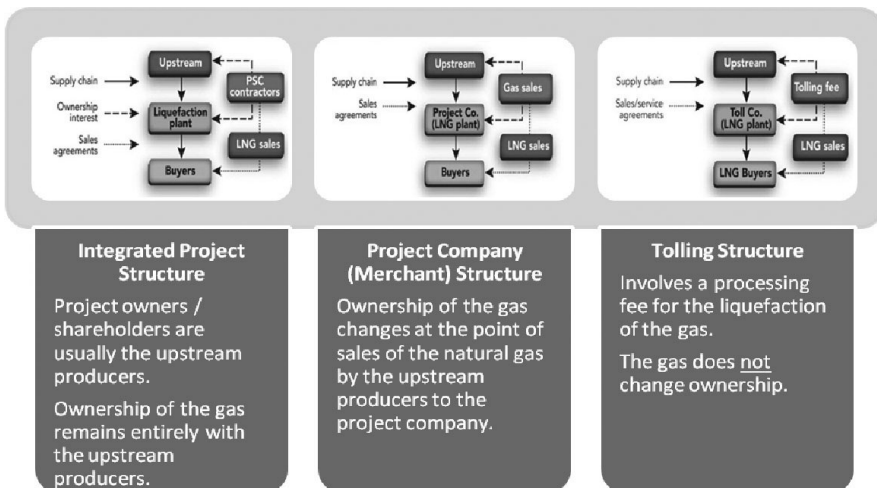 Upstream
Supply chain
PSC
contractors
Ownership
interest
Liquefaction
plant
Sales
agreements
LNG sales
Buyers
Upstream
Supply chain
Gas sales
Sales
agreements
Project Co.
(LNG plant)
LNG sales
Buyers
Upstream
Supply chain
Tolling fee
Sales/service
agreements
Toll Co.
(LNG plant)
LNG sales
LNG Buyers
Integrated Project
Structure
Project owners /
shareholders are
usually the upstream
producers.
Ownership of the gas
remains entirely with
the upstream
producers.
Project Company
(Merchant) Structure
Ownership of the gas
changes at the point of
sales of the natural gas
by the upstream
producers to the
project company.
Tolling Structure
Involves a processing
fee for the liquefaction
of the gas.
The gas does not
change ownership.